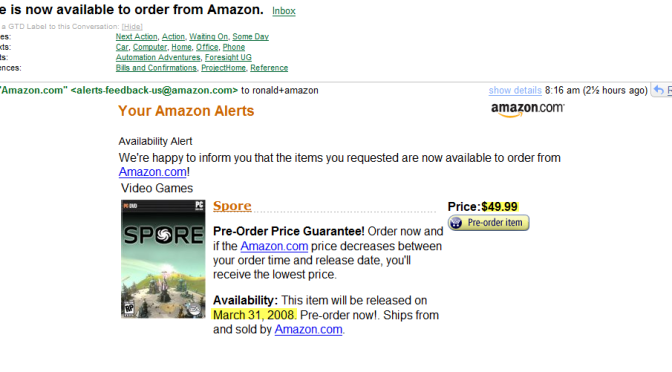 e is now available to order from Amazon. Inbox
a GTD Label to this Conversation: [Hide]
es: Next Action, Action, Waiting On, Some Day
xts: Car, Computer, Home, Office, Phone
ts: Automation Adventures, Foresight UG
ences: Bills and Confirmations, ProjectHome, Reference
"Amazon.com" <alerts-feedback-us@amazon.com> to ronald+amazon show details 8:16 am (2½ hours ago) R
Your Amazon Alerts
amazon.com
Availability Alert
We're happy to inform you that the items you requested are now available to order from
Amazon.com!
Video Games
PC
SPORE
RP
Spore
Price:$49.99
Pre-order item
Pre-Order Price Guarantee! Order now and
if the Amazon.com price decreases between
your order time and release date, you'll
receive the lowest price.
Availability: This item will be released on
March 31, 2008. Pre-order now!. Ships from
and sold by Amazon.com.